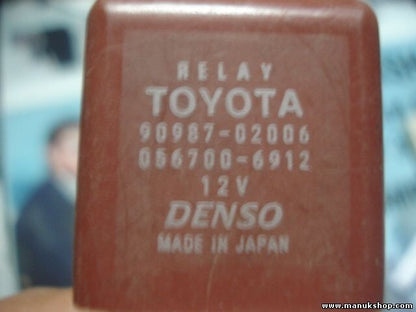 RELAY
TOYOTA
90987-02006
056700-6912
12V
DENSO
MADE IN JAPAN
www.manukshop.com